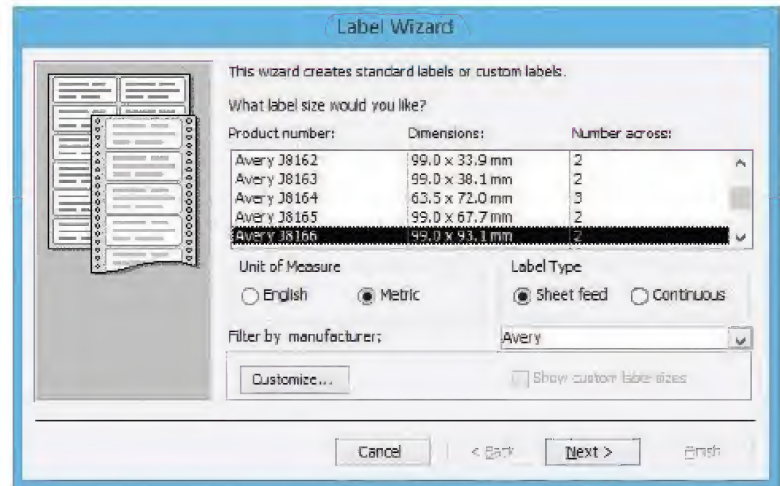 Label Wizard
This wizard creates standard labels or custom labels.
What label size would you like?
Product number: Dimensions: Number across:
Avery J8162 99.0 x 33.9 mm 2
Avery J8163 99.0 x 38.1 mm 2
Avery J8164 63.5 x 72.0 mm 3
Avery J8165 99.0 x 67.7 mm 2
Avery J8166 99.0 x 93.1 mm 2
Unit of Measure Label Type
English Metric Sheet feed Continuous
Filter by manufacturer: Avery
Customize... Show custom label sizes
Cancel < Back Next > Finish